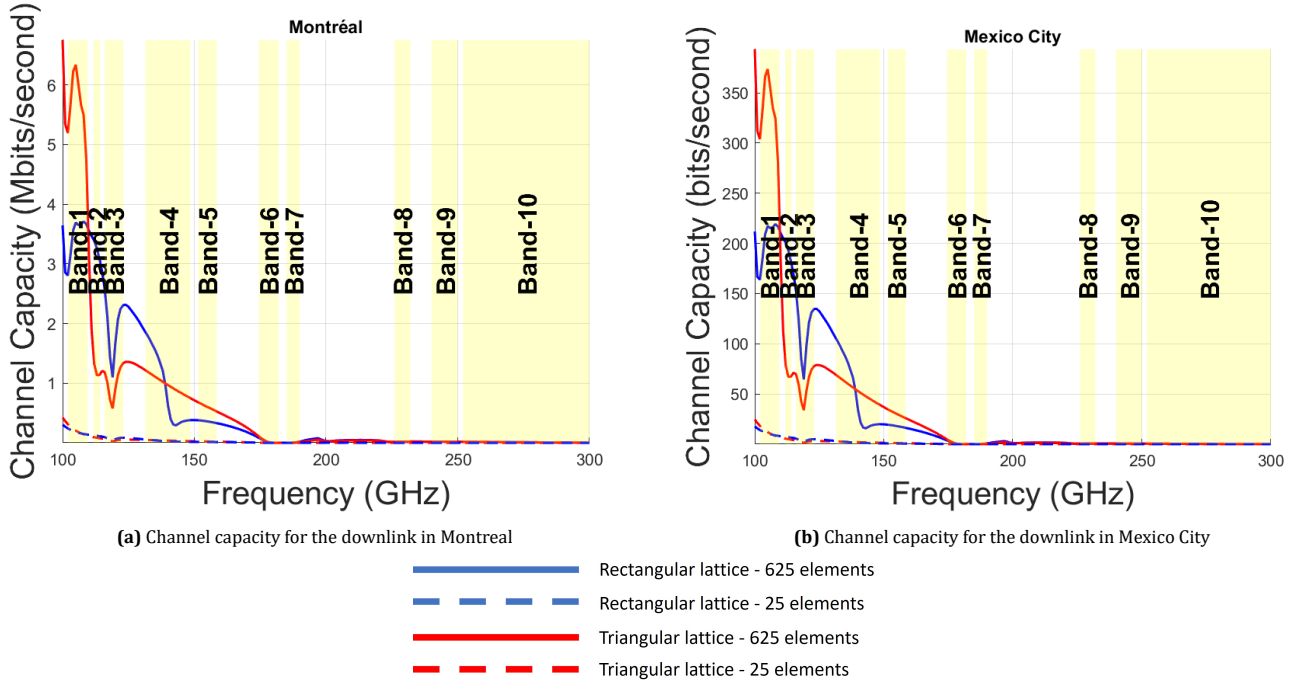 Montréal
Channel Capacity (Mbits/second)
6
5
4
3
2
1
Band-1
Band-2
Band-3
Band-4
Band-5
Band-6
Band-7
Band-8
Band-9
Band-10
100
150
200
250
300
Frequency (GHz)
(a) Channel capacity for the downlink in Montreal
Mexico City
Channel Capacity (bits/second)
350
300
250
200
150
100
50
Band-1
Band-2
Band-3
Band-4
Band-5
Band-6
Band-7
Band-8
Band-9
Band-10
100
150
200
250
300
Frequency (GHz)
(b) Channel capacity for the downlink in Mexico City
Rectangular lattice - 625 elements
Rectangular lattice - 25 elements
Triangular lattice - 625 elements
Triangular lattice - 25 elements